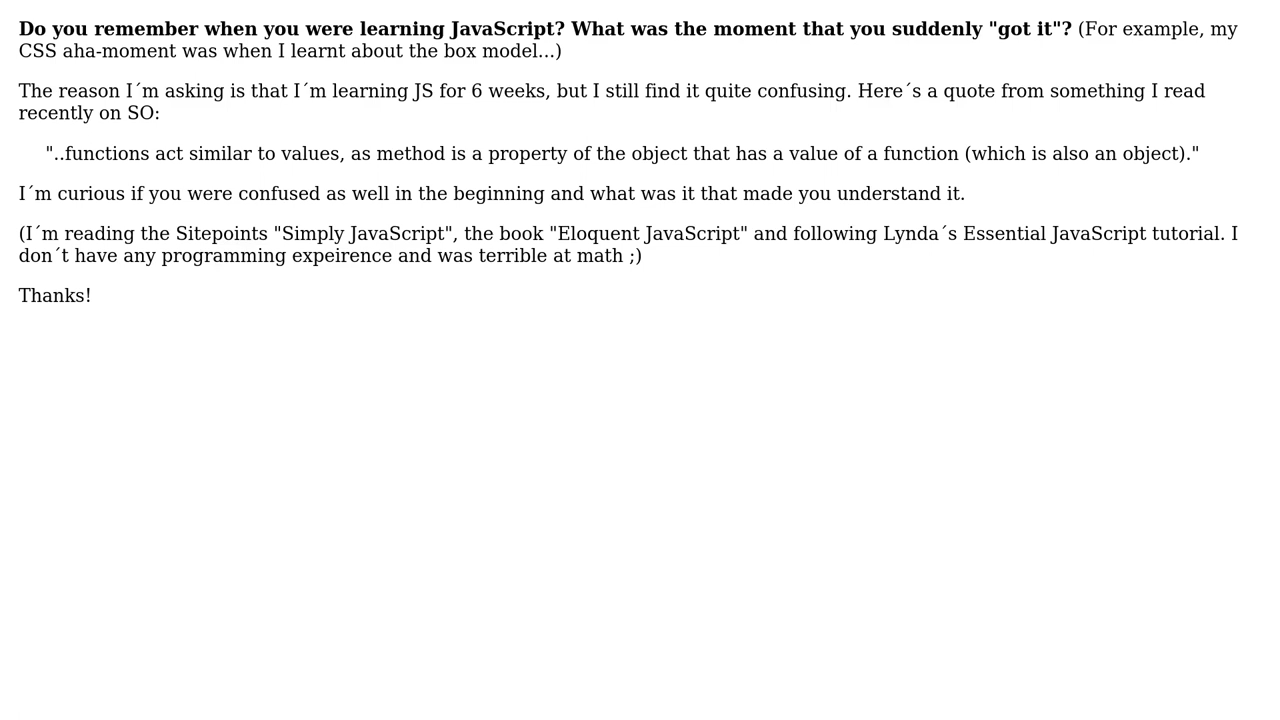 Do you remember when you were learning JavaScript? What was the moment that you suddenly "got it"? (For example, my
CSS aha-moment was when I learnt about the box model...)
The reason I´m asking is that I´m learning JS for 6 weeks, but I still find it quite confusing. Here´s a quote from something I read
recently on SO:
"..functions act similar to values, as method is a property of the object that has a value of a function (which is also an object)."
I´m curious if you were confused as well in the beginning and what was it that made you understand it.
(I´m reading the Sitepoints "Simply JavaScript", the book "Eloquent JavaScript" and following Lynda´s Essential JavaScript tutorial. I
don´t have any programming expeirence and was terrible at math ;)
Thanks!